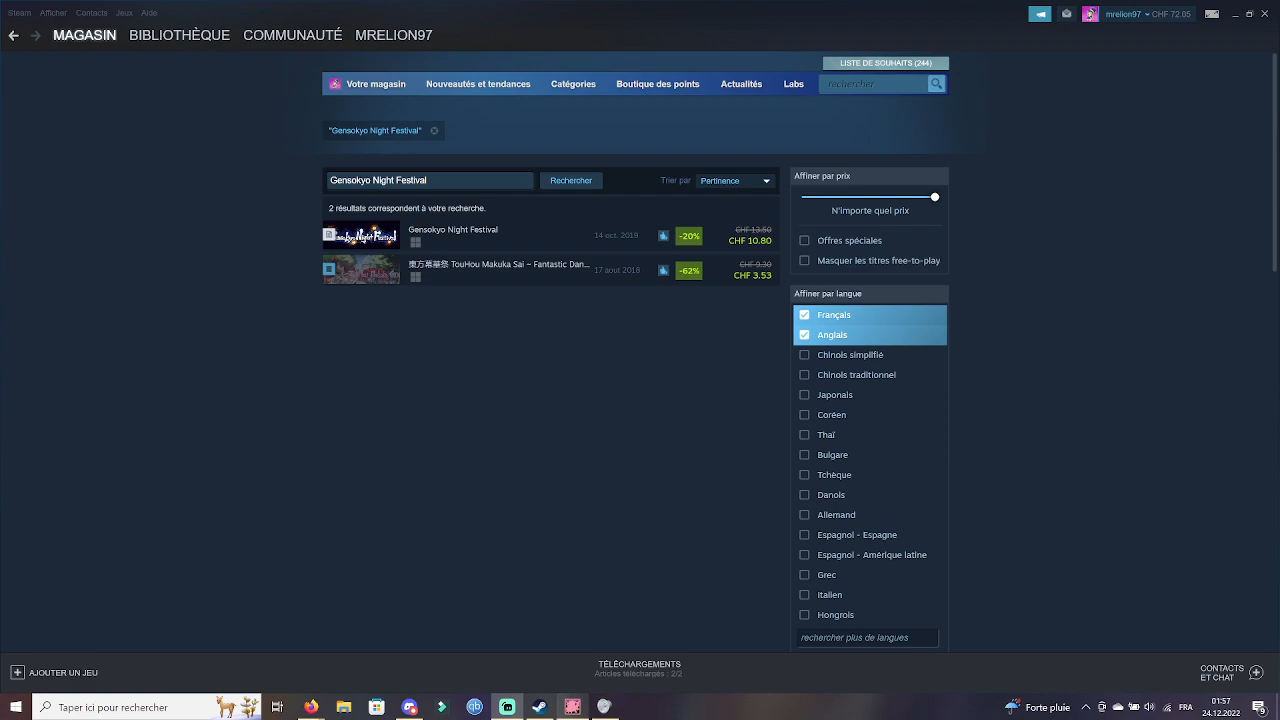 Steam Afficher Contacts Jeux Aide
mrelion97 CHF 72.05
MAGASIN BIBLIOTHÈQUE COMMUNAUTÉ MRELION97
LISTE DE SOUHAITS (244)
Votre magasin Nouveautés et tendances Catégories Boutique des points Actualités Labs rechercher
"Gensokyo Night Festival"
Gensokyo Night Festival Rechercher Trier par Pertinence
2 résultats correspondent à votre recherche.
Gensokyo Night Festival 14 oct. 2019 -20% CHF 13.50 CHF 10.80
東方幕華祭 TouHou Makuka Sai ~ Fantastic Dan... 17 aout 2018 -62% CHF 9.30 CHF 3.53
Affiner par prix
N'importe quel prix
Offres spéciales
Masquer les titres free-to-play
Affiner par langue
Français
Anglais
Chinois simplifié
Chinois traditionnel
Japonais
Coréen
Thaï
Bulgare
Tchèque
Danois
Allemand
Espagnol - Espagne
Espagnol - Amérique latine
Grec
Italien
Hongrois
rechercher plus de langues
AJOUTER UN JEU
TÉLÉCHARGEMENTS
Articles téléchargés : 2/2
CONTACTS
ET CHAT
Taper ici pour rechercher
Forte pluie
FRA
01:57
24.12.2022